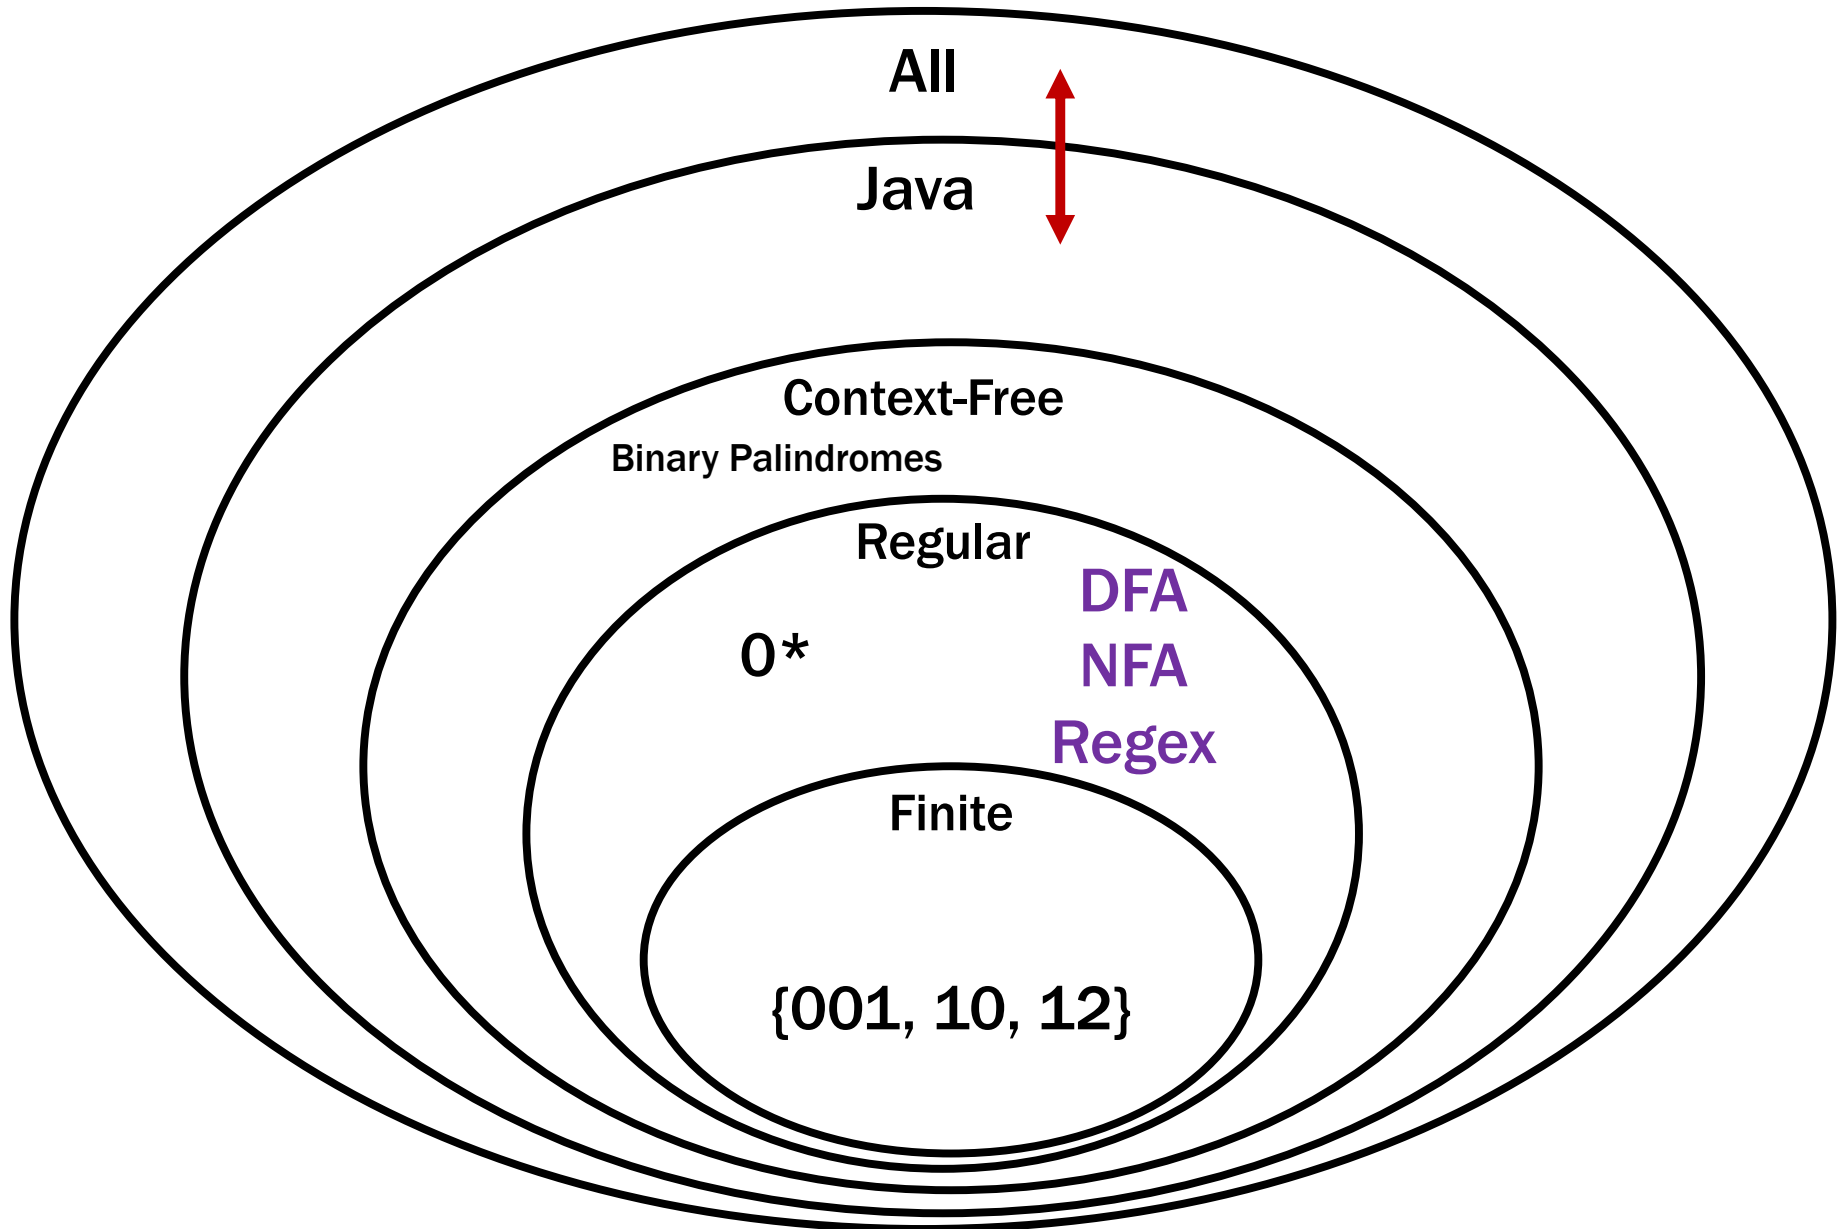 All
Java
Context-Free
Binary Palindromes
Regular
DFA
0*
NFA
Regex
Finite
{001, 10, 12}